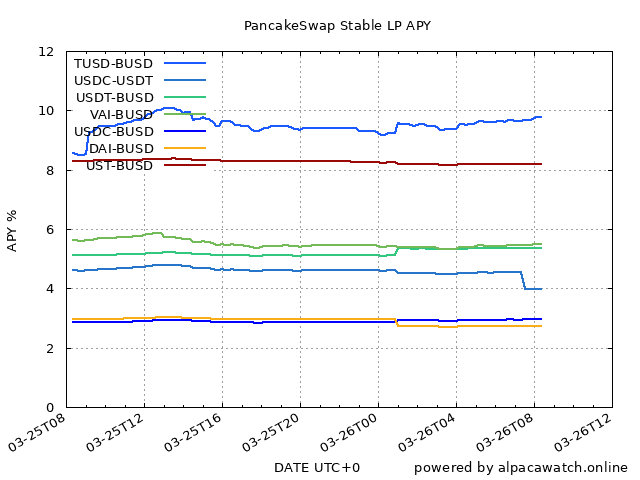 PancakeSwap Stable LP APY
12
10
8
6
4
2
0
APY %
TUSD-BUSD
USDC-USDT
USDT-BUSD
VAI-BUSD
USDC-BUSD
DAI-BUSD
UST-BUSD
03-25T08
03-25T12
03-25T16
03-25T20
03-26T00
03-26T04
03-26T08
03-26T12
DATE UTC+0
powered by alpacawatch.online